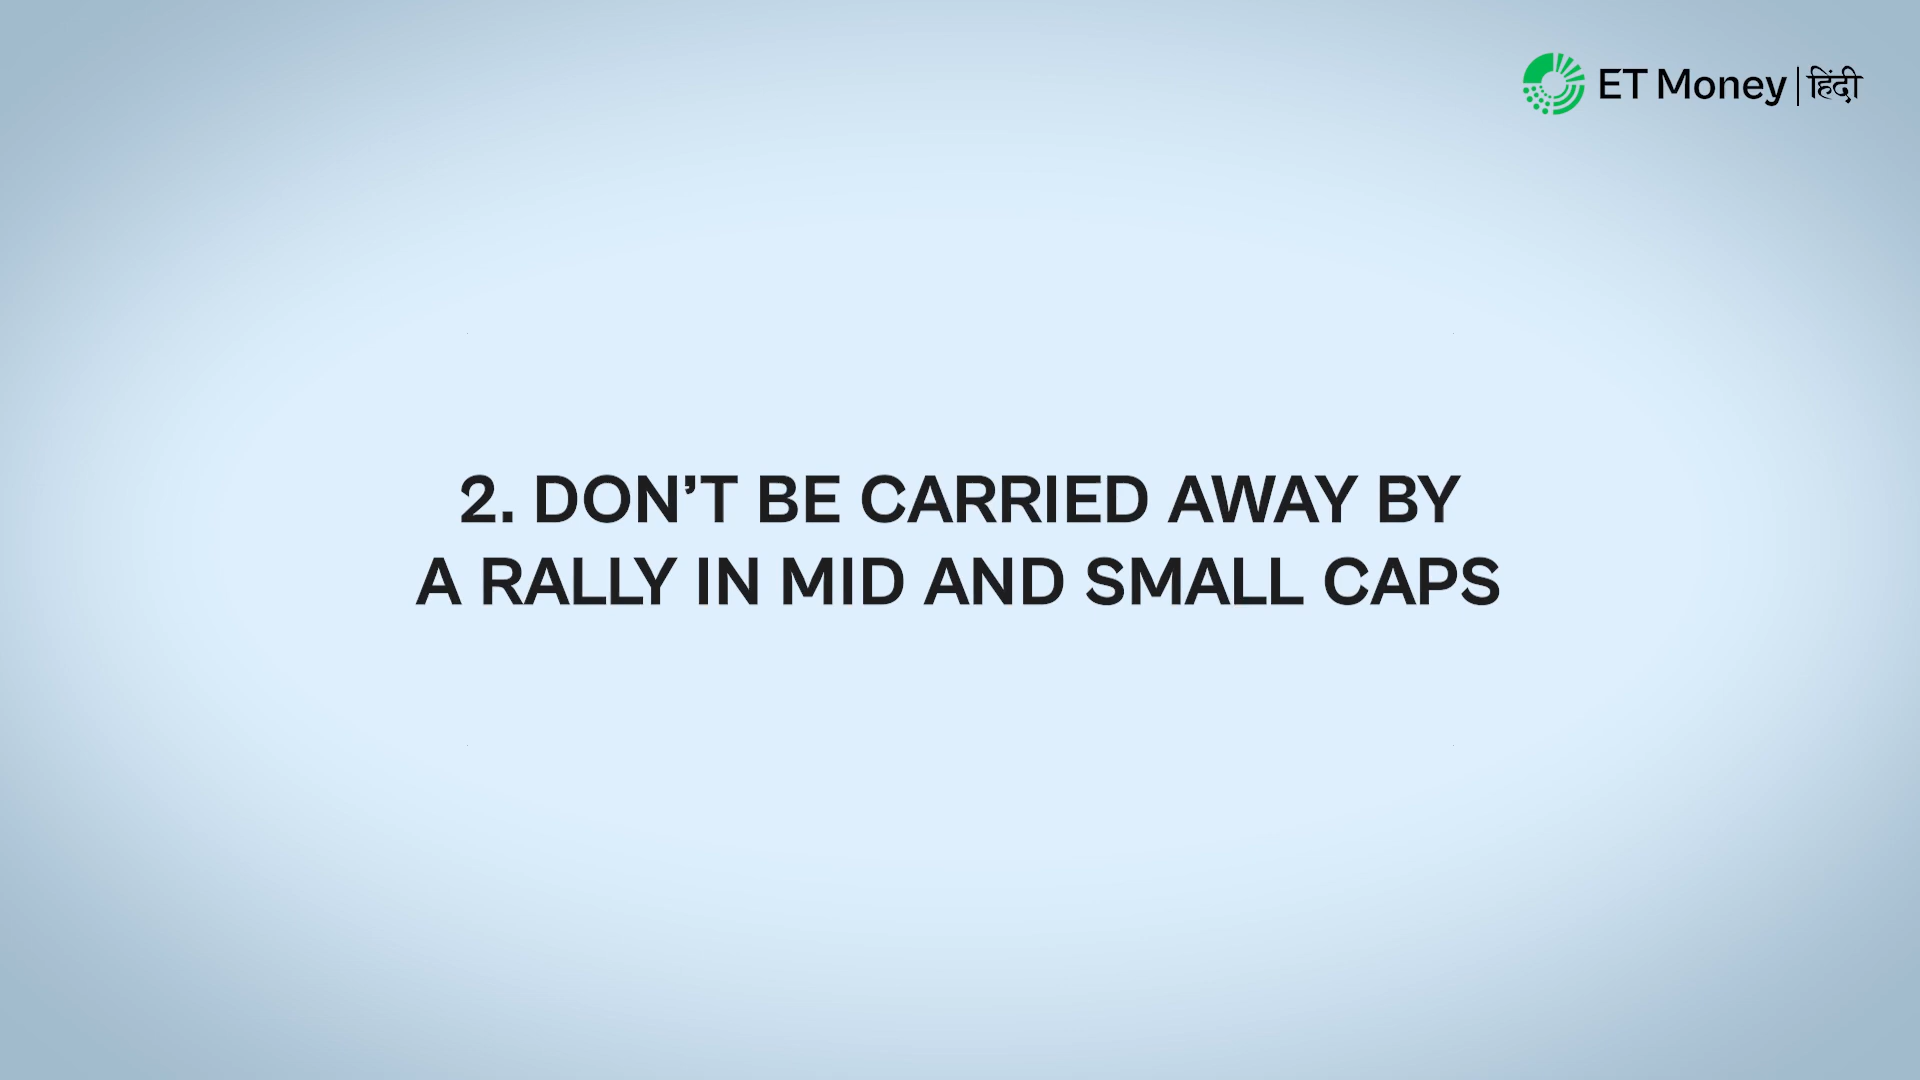 ET Money | हिंदी
2. DON’T BE CARRIED AWAY BY
A RALLY IN MID AND SMALL CAPS